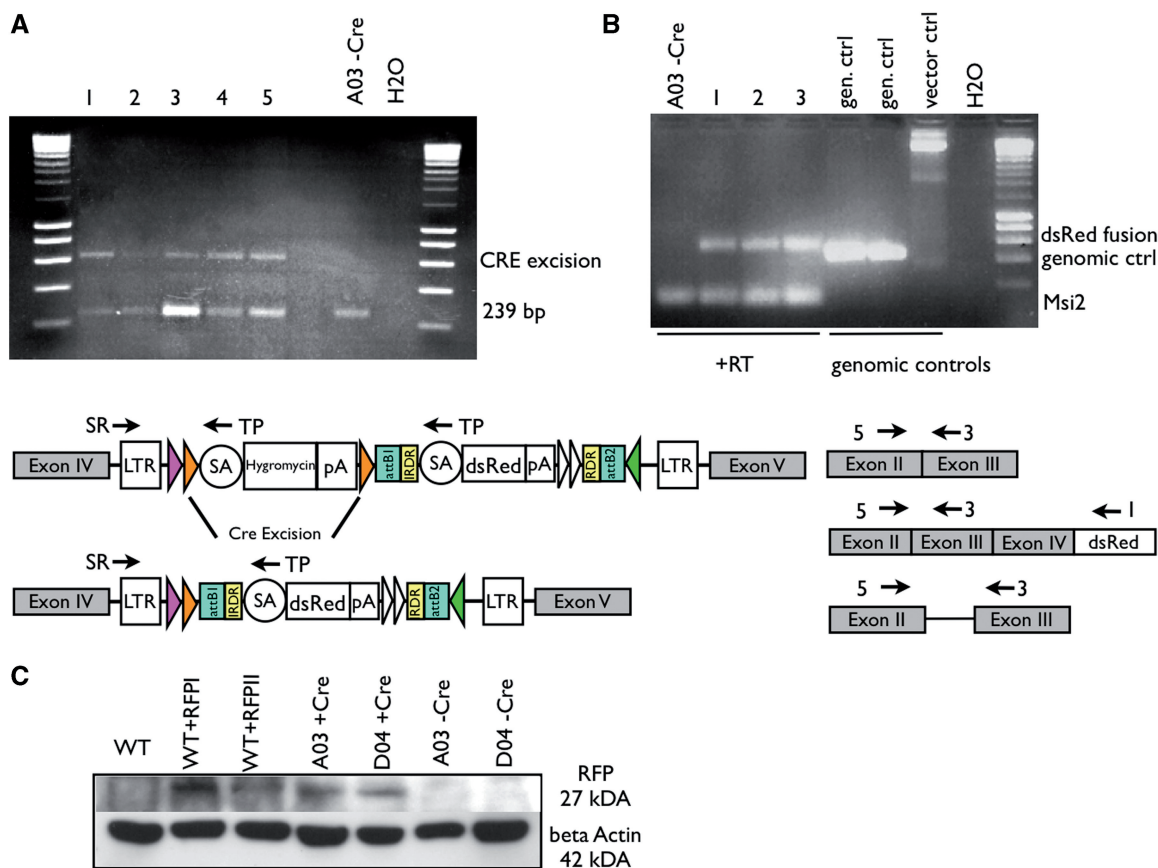 A
1 2 3 4 5 A03 -Cre H2O
CRE excision
239 bp
B
A03 -Cre 1 2 3 gen. ctrl gen. ctrl vector ctrl H2O
dsRed fusion
genomic ctrl
Msi2
+RT genomic controls
SR TP TP
Exon IV LTR SA Hygromycin pA attB1 IRDR SA dsRed pA RDR attB2 LTR Exon V
Cre Excision
SR TP
Exon IV LTR attB1 IRDR SA dsRed pA RDR attB2 LTR Exon V
5 3
Exon II Exon III
5 3 1
Exon II Exon III Exon IV dsRed
5 3
Exon II Exon III
C
WT WT+RFPI WT+RFPII A03 +Cre D04 +Cre A03 -Cre D04 -Cre
RFP
27 kDA
beta Actin
42 kDA